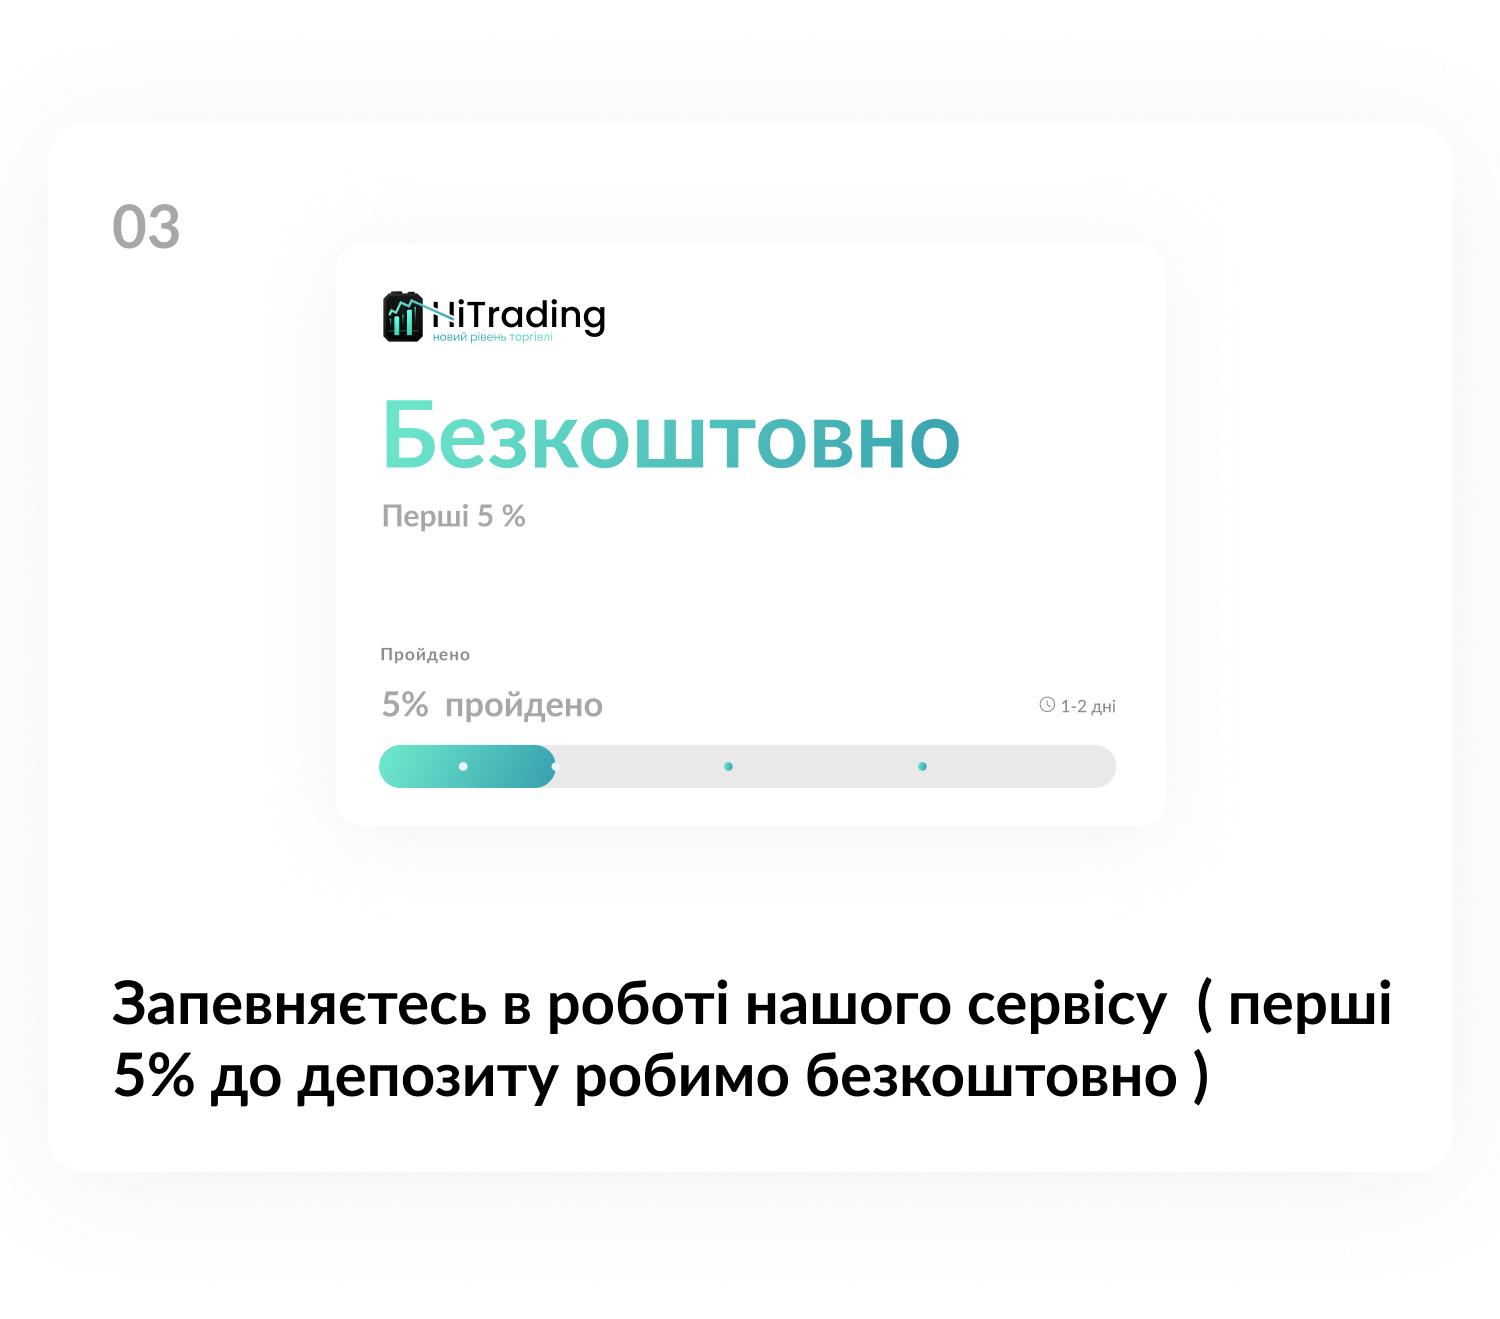 03
HiTrading
новий рівень торгівлі
Безкоштовно
Перші 5 %
Пройдено
5% пройдено
1-2 дні
Запевняєтесь в роботі нашого сервісу ( перші
5% до депозиту робимо безкоштовно )